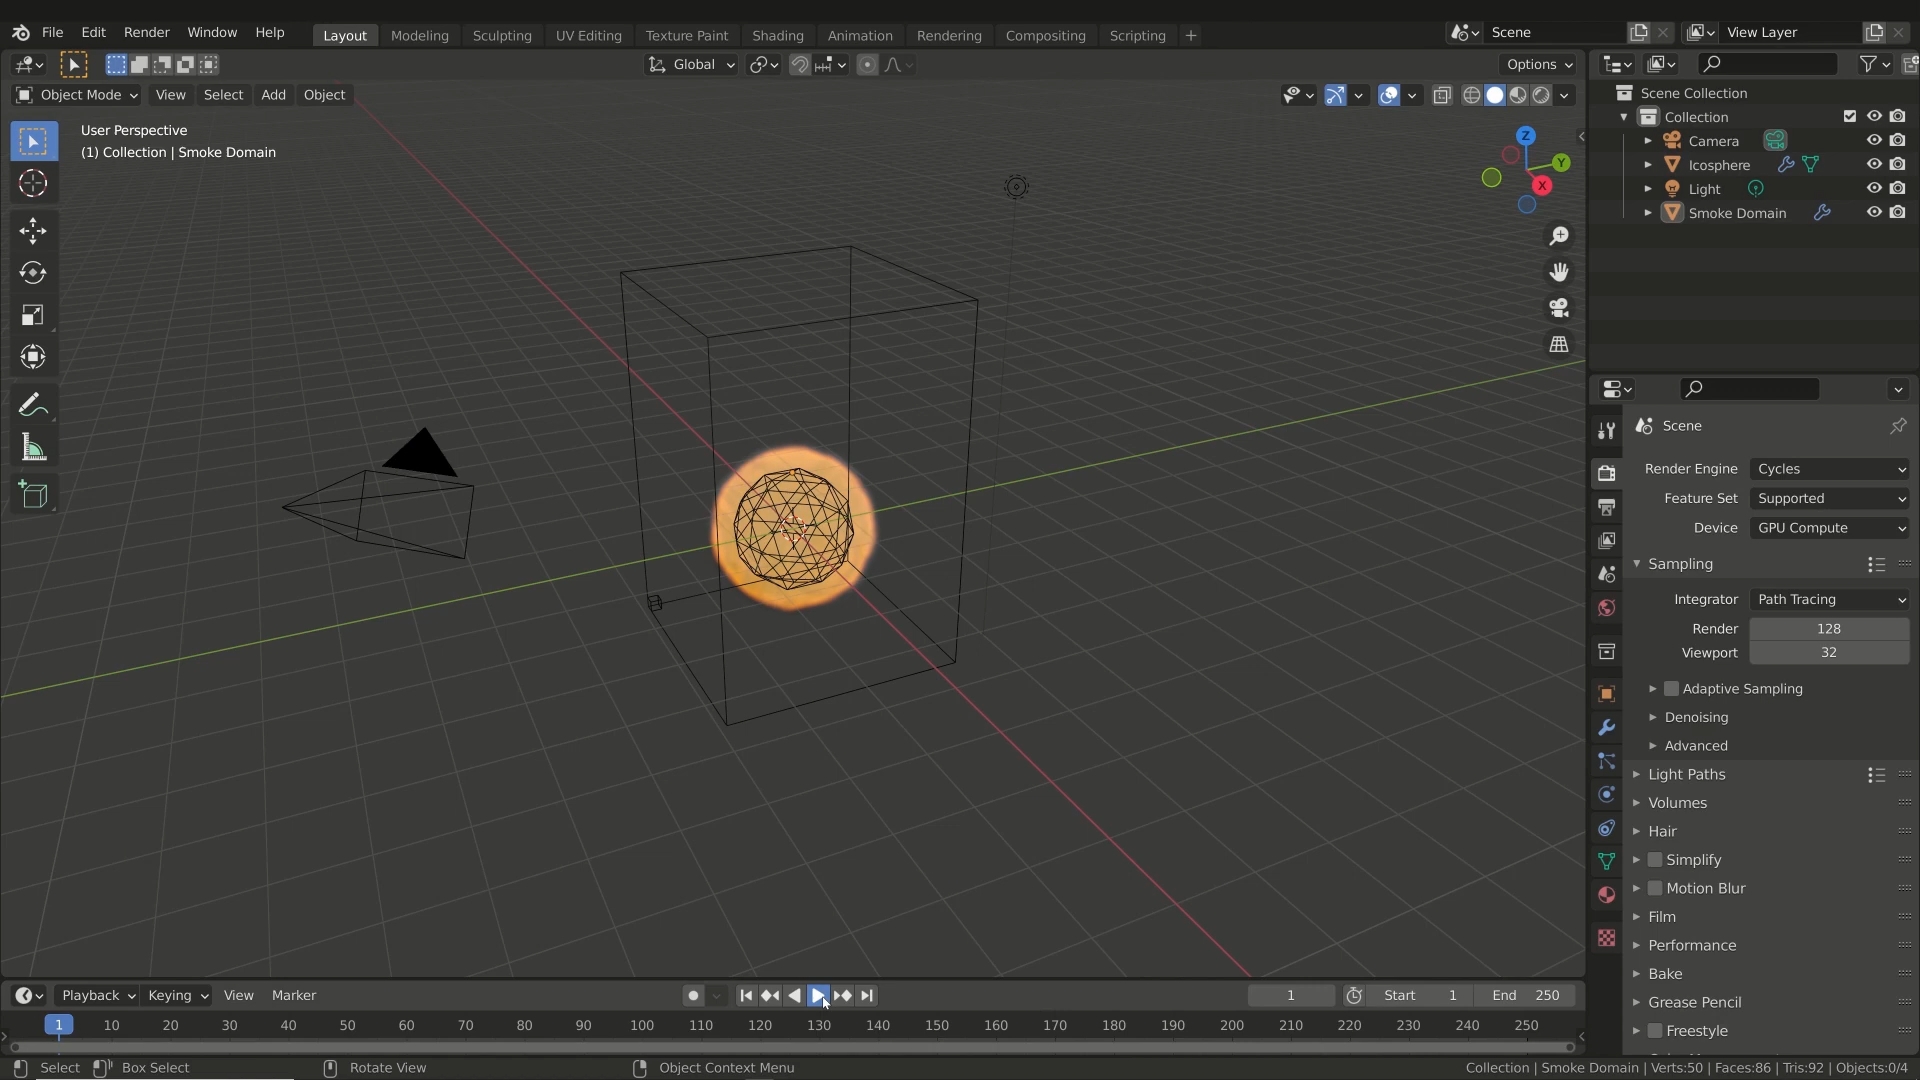 File Edit Render Window Help
Layout Modeling Sculpting UV Editing Texture Paint Shading Animation Rendering Compositing Scripting +
Scene
View Layer
Global
Options
Object Mode View Select Add Object
User Perspective
(1) Collection | Smoke Domain
Z
Y
X
Scene Collection
Collection
Camera
Icosphere
Light
Smoke Domain
Scene
Render Engine Cycles
Feature Set Supported
Device GPU Compute
Sampling
Integrator Path Tracing
Render 128
Viewport 32
Adaptive Sampling
Denoising
Advanced
Light Paths
Volumes
Hair
Simplify
Motion Blur
Film
Performance
Bake
Grease Pencil
Freestyle
Playback Keying View Marker
1
Start 1
End 250
1 10 20 30 40 50 60 70 80 90 100 110 120 130 140 150 160 170 180 190 200 210 220 230 240 250
Select Box Select Rotate View Object Context Menu
Collection | Smoke Domain | Verts:50 | Faces:86 | Tris:92 | Objects:0/4